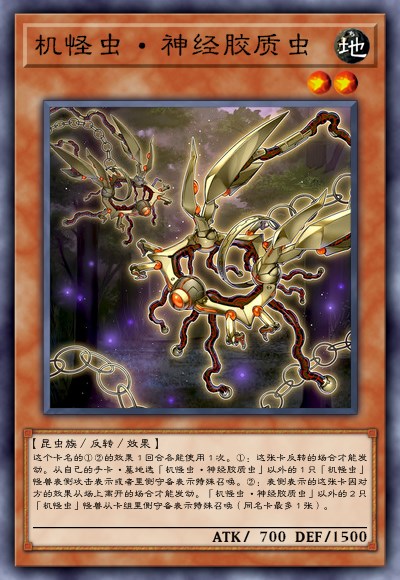 机怪虫・神经胶质虫
地
【昆虫族／反转／效果】
这个卡名的①②的效果1回合各能使用1次。①：这张卡反转的场合才能发
动。从自己的手卡・墓地选「机怪虫・神经胶质虫」以外的1只「机怪虫」
怪兽表侧攻击表示或者里侧守备表示特殊召唤。②：表侧表示的这张卡因对
方的效果从场上离开的场合才能发动。「机怪虫・神经胶质虫」以外的2只
「机怪虫」怪兽从卡组里侧守备表示特殊召唤（同名卡最多1张）。
ATK/ 700 DEF/1500